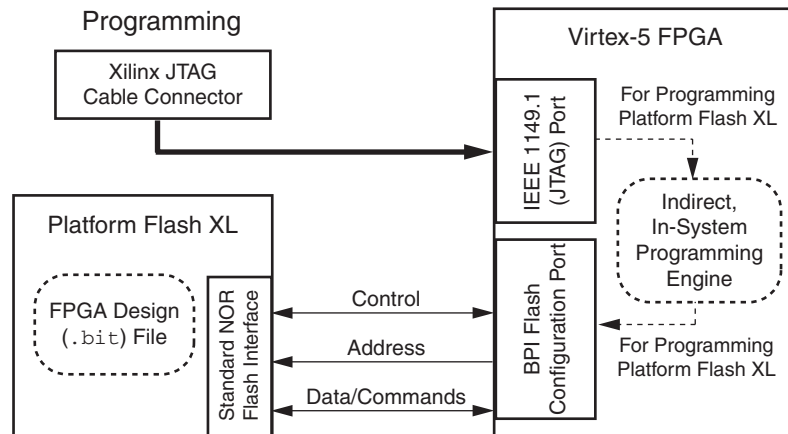 Programming
Xilinx JTAG
Cable Connector
Virtex-5 FPGA
IEEE 1149.1
(JTAG) Port
For Programming
Platform Flash XL
Indirect,
In-System
Programming
Engine
For Programming
Platform Flash XL
BPI Flash
Configuration Port
Platform Flash XL
FPGA Design
(.bit) File
Standard NOR
Flash Interface
Control
Address
Data/Commands